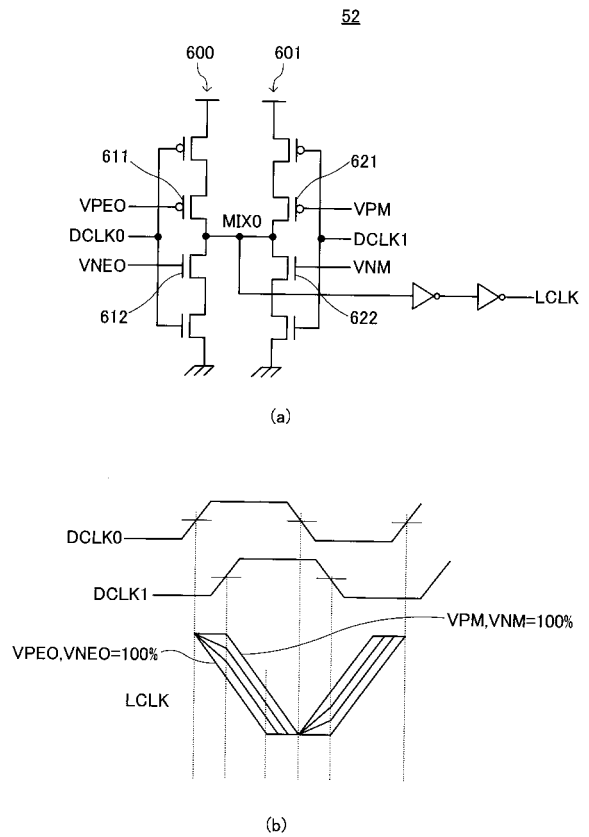 52
600 601
611 621
VPEO VPM
MIX0
DCLK0 DCLK1
VNEO VNM
612 622 LCLK
(a)
DCLK0
DCLK1
VPM,VNM=100%
VPEO,VNEO=100%
LCLK
(b)